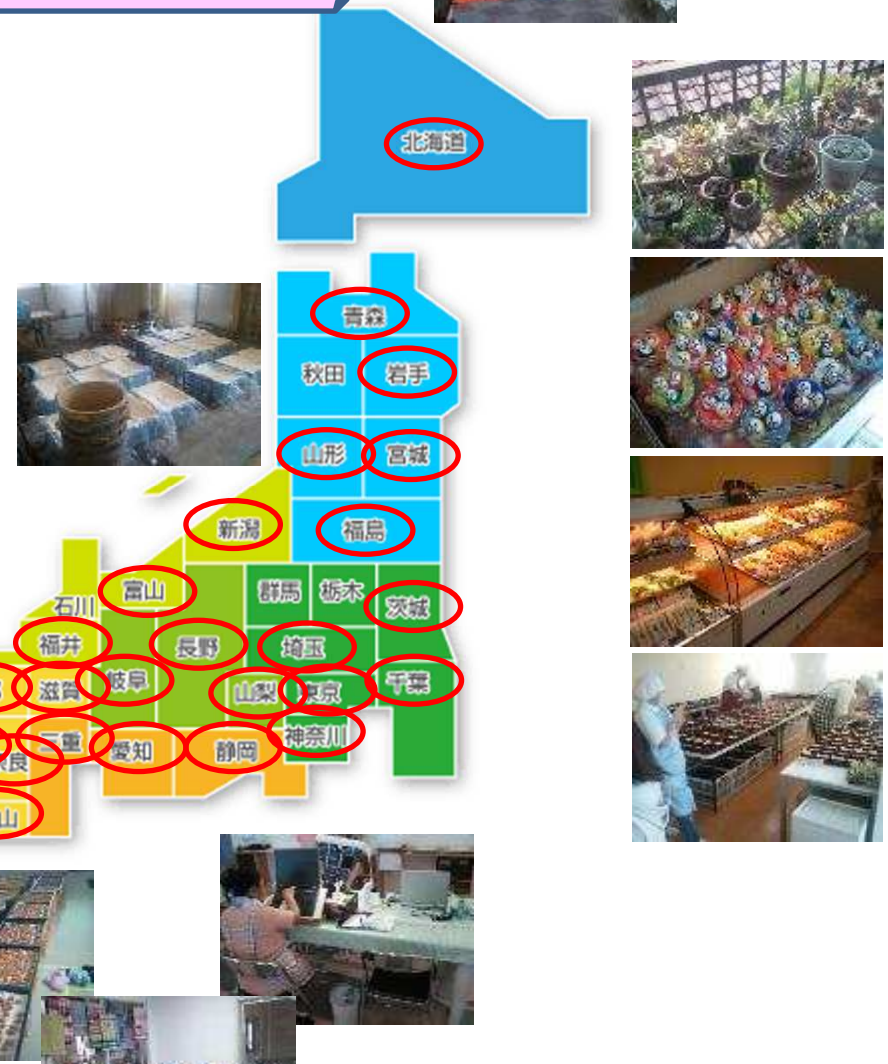 北海道
青森
秋田
岩手
山形
宮城
新潟
福島
富山
石川
群馬
栃木
茨城
福井
長野
埼玉
滋賀
岐阜
山梨
東京
千葉
三重
愛知
静岡
神奈川
良
山